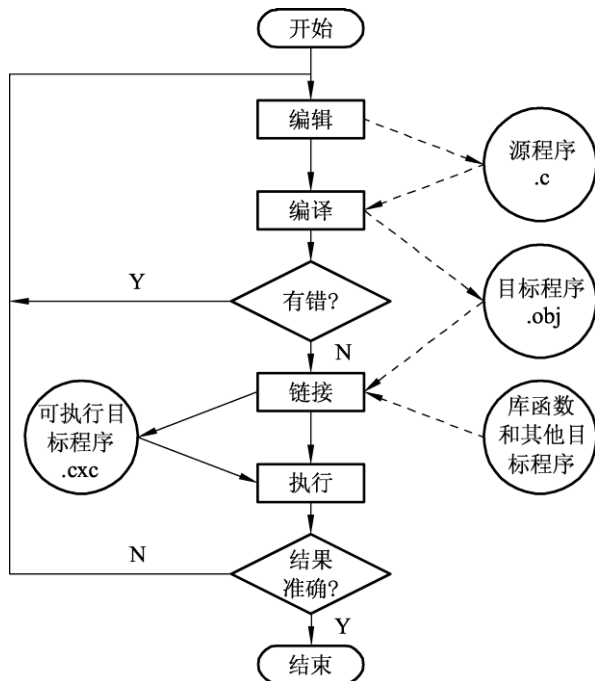 开始
编辑
源程序
.c
编译
Y
有错?
目标程序
.obj
N
链接
可执行目
标程序
.cxc
库函数
和其他目
标程序
执行
N
结果
准确?
Y
结束